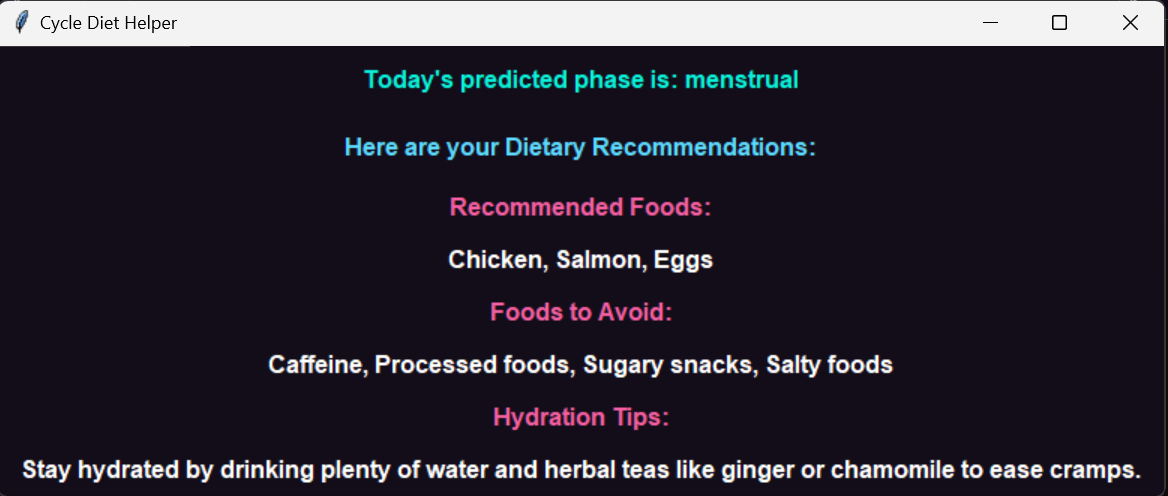 Cycle Diet Helper
Today's predicted phase is: menstrual
Here are your Dietary Recommendations:
Recommended Foods:
Chicken, Salmon, Eggs
Foods to Avoid:
Caffeine, Processed foods, Sugary snacks, Salty foods
Hydration Tips:
Stay hydrated by drinking plenty of water and herbal teas like ginger or chamomile to ease cramps.